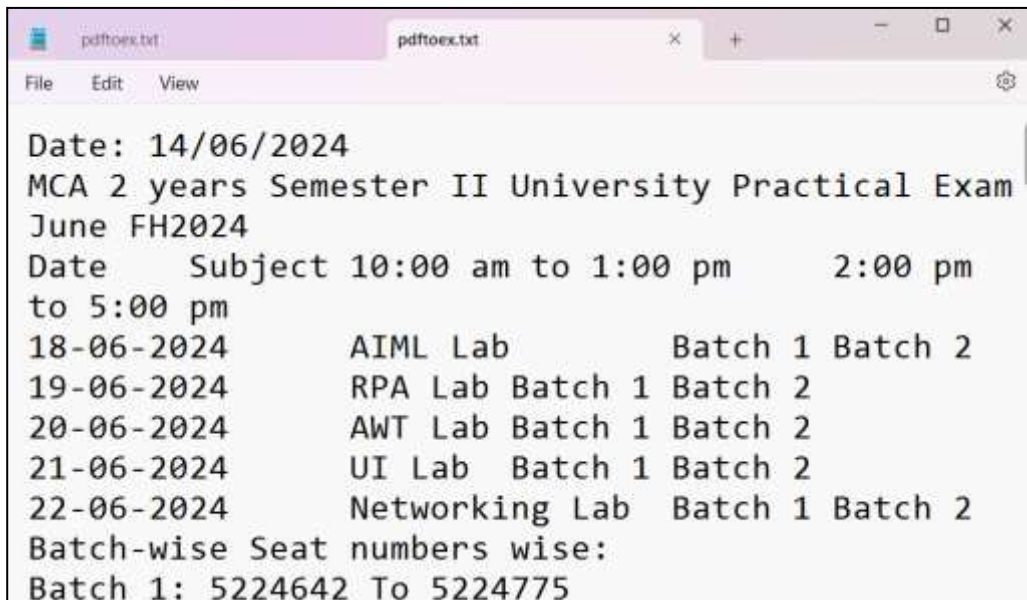 pdftoex.txt pdftoex.txt
File Edit View
Date: 14/06/2024
MCA 2 years Semester II University Practical Exam
June FH2024
Date Subject 10:00 am to 1:00 pm 2:00 pm
to 5:00 pm
18-06-2024 AIML Lab Batch 1 Batch 2
19-06-2024 RPA Lab Batch 1 Batch 2
20-06-2024 AWT Lab Batch 1 Batch 2
21-06-2024 UI Lab Batch 1 Batch 2
22-06-2024 Networking Lab Batch 1 Batch 2
Batch-wise Seat numbers wise:
Batch 1: 5224642 To 5224775